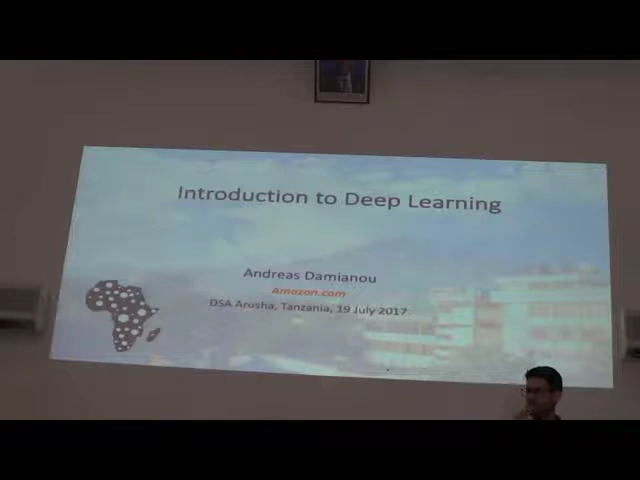 Introduction to Deep Learning
Andreas Damianou
Amazon.com
DSA Arusha, Tanzania, 19 July 2017